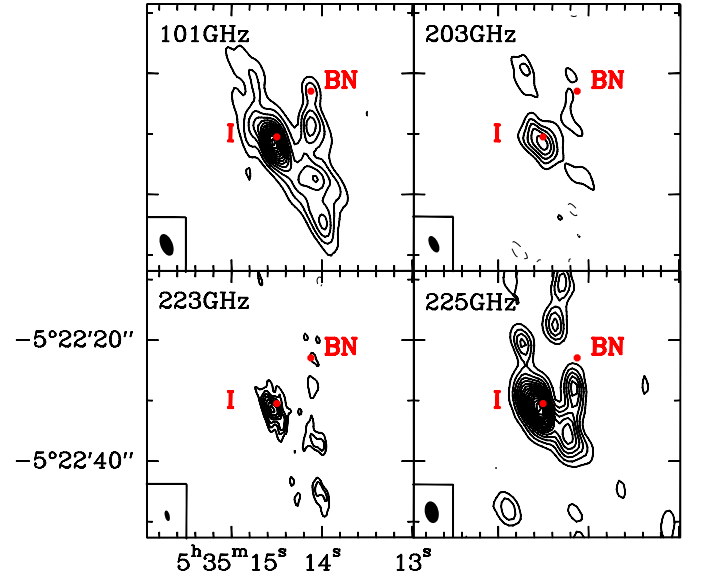 101GHz
203GHz
BN
BN
I
I
223GHz
225GHz
−5°22'20''
BN
BN
I
I
−5°22'40''
5ʰ35ᵐ15ˢ 14ˢ 13ˢ